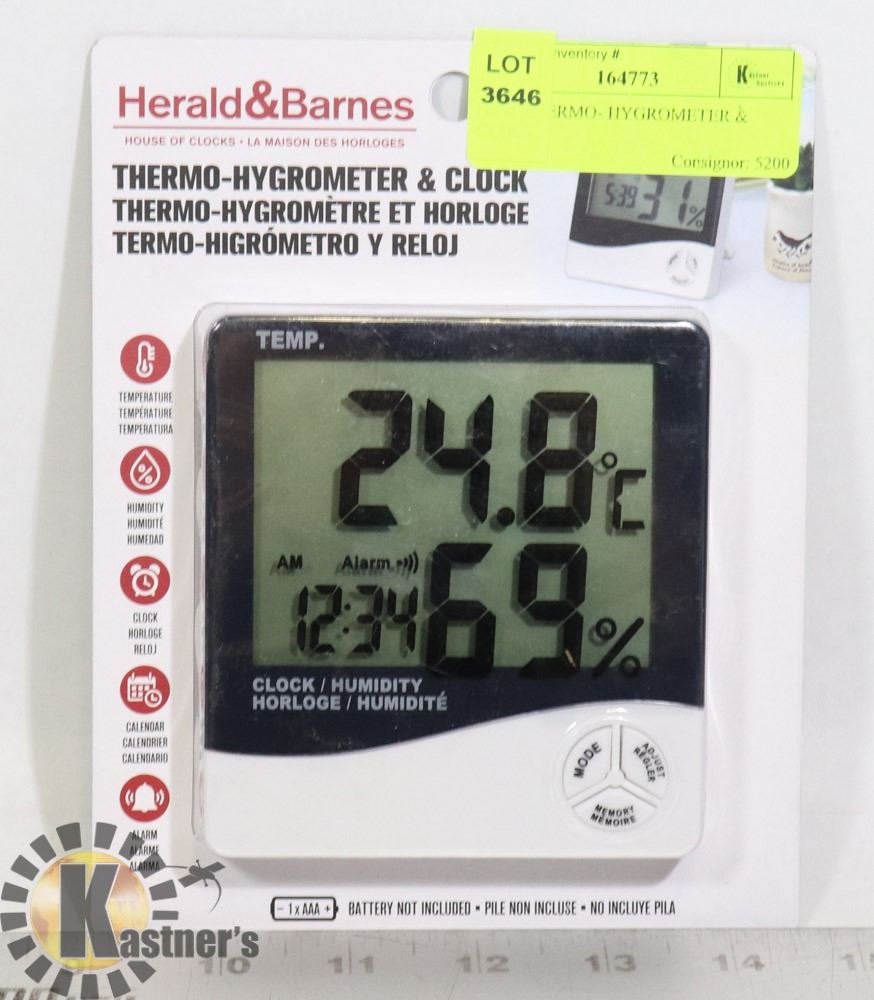 LOT
3646
nventory #
164773
Kastner
Auctions
ERMO- HYGROMETER &
Consignor: 5200
Herald&Barnes
HOUSE OF CLOCKS • LA MAISON DES HORLOGES
THERMO-HYGROMETER & CLOCK
THERMO-HYGROMÈTRE ET HORLOGE
TERMO-HIGRÓMETRO Y RELOJ
5:39 31%
TEMP.
24.8°C
AM Alarm
12:34 69%
CLOCK / HUMIDITY
HORLOGE / HUMIDITÉ
MODE
ADJUST
RÉGLER
MEMORY
MÉMOIRE
TEMPERATURE
TEMPÉRATURE
TEMPERATURA
HUMIDITY
HUMIDITÉ
HUMEDAD
CLOCK
HORLOGE
RELOJ
CALENDAR
CALENDRIER
CALENDARIO
ALARM
ALARME
ALARMA
- 1 x AAA +
BATTERY NOT INCLUDED • PILE NON INCLUSE • NO INCLUYE PILA
Kastner's
10 11 12 13 14 15